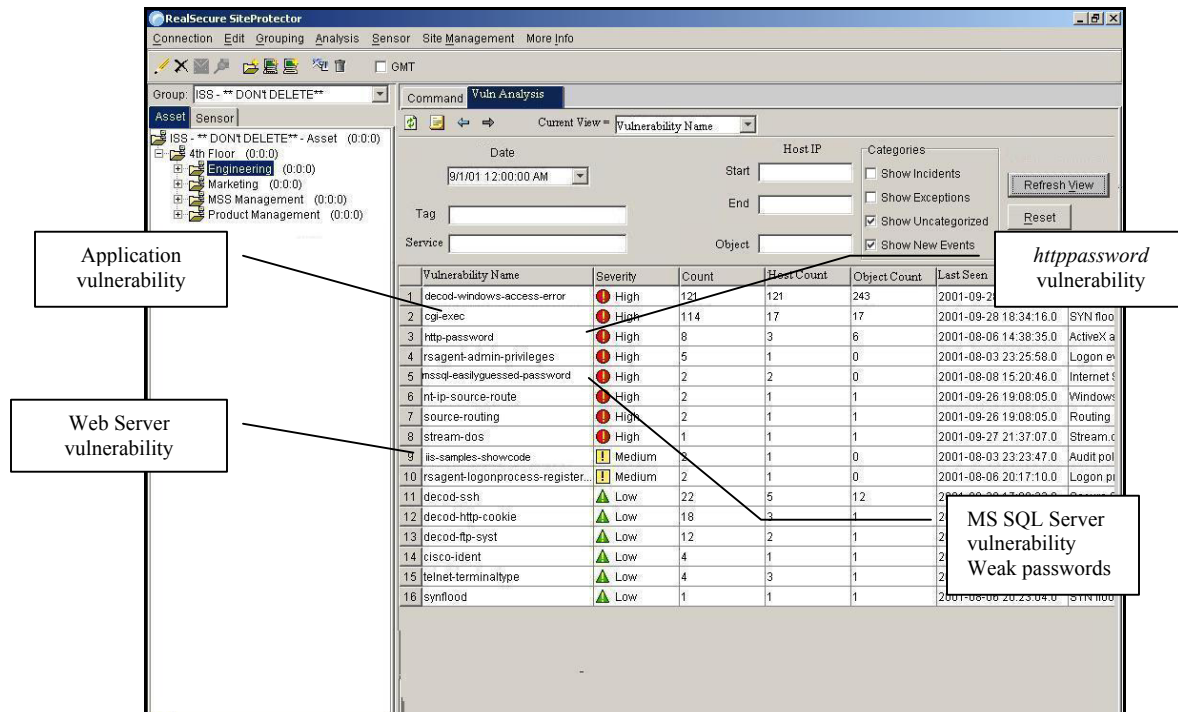 RealSecure SiteProtector
Connection Edit Grouping Analysis Sensor Site Management More Info
GMT
Group: ISS - ** DON't DELETE**
Asset Sensor
ISS - ** DON't DELETE** - Asset (0:0:0)
4th Floor (0:0:0)
Engineering (0:0:0)
Marketing (0:0:0)
MSS Management (0:0:0)
Product Management (0:0:0)
Command Vuln Analysis
Current View = Vulnerability Name
Date
9/1/01 12:00:00 AM
Tag
Service
Host IP
Start
End
Object
Categories
Show Incidents
Show Exceptions
Show Uncategorized
Show New Events
Refresh View
Reset
Application
vulnerability
httppassword
vulnerability
Web Server
vulnerability
MS SQL Server
vulnerability
Weak passwords
Vulnerability Name Severity Count Host Count Object Count Last Seen
1 decod-windows-access-error High 121 121 243 2001-09-2
2 cgi-exec High 114 17 17 2001-09-28 18:34:16.0 SYN floo
3 http-password High 8 3 6 2001-08-06 14:38:35.0 ActiveX a
4 rsagent-admin-privileges High 5 1 0 2001-08-03 23:25:58.0 Logon ev
5 mssql-easilyguessed-password High 2 2 0 2001-08-08 15:20:46.0 Internet S
6 nt-ip-source-route High 2 1 1 2001-09-26 19:08:05.0 Windows
7 source-routing High 2 1 1 2001-09-26 19:08:05.0 Routing
8 stream-dos High 1 1 1 2001-09-27 21:37:07.0 Stream.d
9 iis-samples-showcode Medium 2 1 0 2001-08-03 23:23:47.0 Audit pol
10 rsagent-logonprocess-register... Medium 2 1 0 2001-08-06 20:17:10.0 Logon pr
11 decod-ssh Low 22 5 12
12 decod-http-cookie Low 18 3 1
13 decod-ftp-syst Low 12 2 1
14 cisco-ident Low 4 1 1
15 telnet-terminaltype Low 4 3 1
16 synflood Low 1 1 1 2001-08-06 20:23:04.0 SYN floo